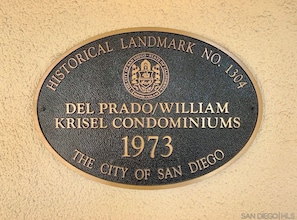 HISTORICAL LANDMARK NO. 1304
DEL PRADO/WILLIAM
KRISEL CONDOMINIUMS
1973
THE CITY OF SAN DIEGO
SAN DIEGO|MLS